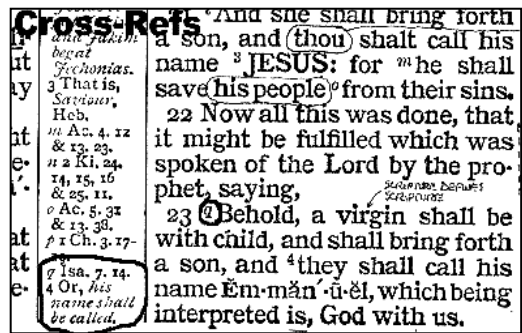 Cross-Refs
and Jakim
begat
Jechonias.
3 That is,
Saviour,
Heb.
m Ac. 4. 12
& 13. 23.
n 2 Ki. 24.
14, 15, 16
& 25. 11.
o Ac. 5. 31
& 13. 38.
p 1 Ch. 3. 17-
q Isa. 7. 14.
4 Or, his
name shall
be called.
And she shall bring forth
a son, and thou shalt call his
name ³JESUS: for ᵐhe shall
save his people ᵒfrom their sins.
22 Now all this was done, that
it might be fulfilled which was
spoken of the Lord by the pro-
phet, saying,
SCRIPTURE DEFINES
SCRIPTURE
23 q Behold, a virgin shall be
with child, and shall bring forth
a son, and ⁴they shall call his
name Ĕm-măn´-ū-ĕl, which being
interpreted is, God with us.